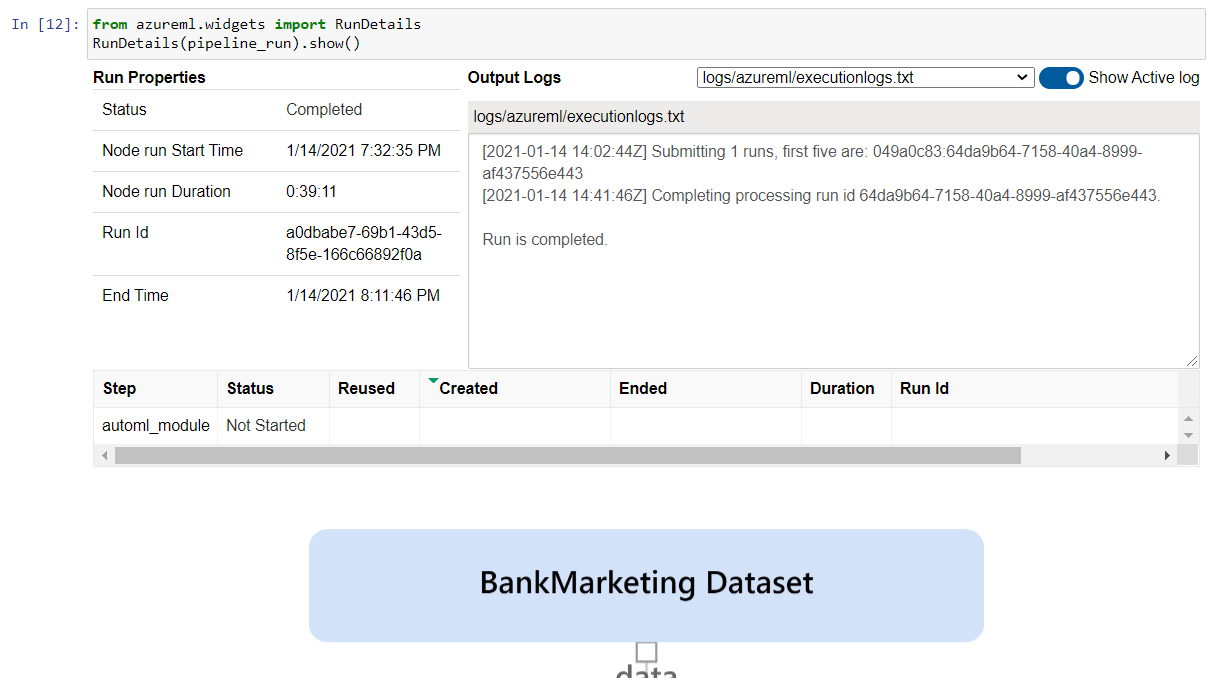 In [12]:
from azureml.widgets import RunDetails
RunDetails(pipeline_run).show()
Run Properties
Status Completed
Node run Start Time 1/14/2021 7:32:35 PM
Node run Duration 0:39:11
Run Id a0dbabe7-69b1-43d5-
8f5e-166c66892f0a
End Time 1/14/2021 8:11:46 PM
Output Logs logs/azureml/executionlogs.txt Show Active log
logs/azureml/executionlogs.txt
[2021-01-14 14:02:44Z] Submitting 1 runs, first five are: 049a0c83:64da9b64-7158-40a4-8999-
af437556e443
[2021-01-14 14:41:46Z] Completing processing run id 64da9b64-7158-40a4-8999-af437556e443.
Run is completed.
Step Status Reused Created Ended Duration Run Id
automl_module Not Started
BankMarketing Dataset
data